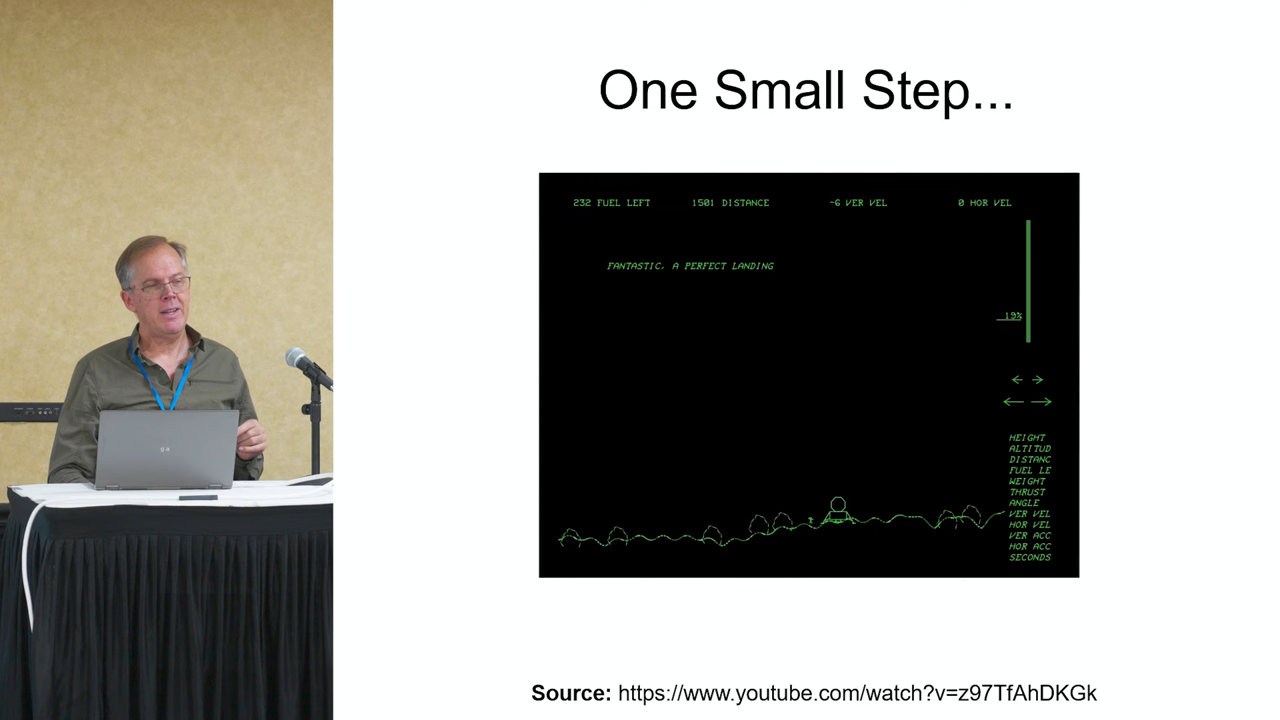 One Small Step...
232 FUEL LEFT 1501 DISTANCE -6 VER VEL 0 HOR VEL
FANTASTIC, A PERFECT LANDING
19%
HEIGHT
ALTITUD
DISTANC
FUEL LE
WEIGHT
THRUST
ANGLE
VER VEL
HOR VEL
VER ACC
HOR ACC
SECONDS
Source: https://www.youtube.com/watch?v=z97TfAhDKGk